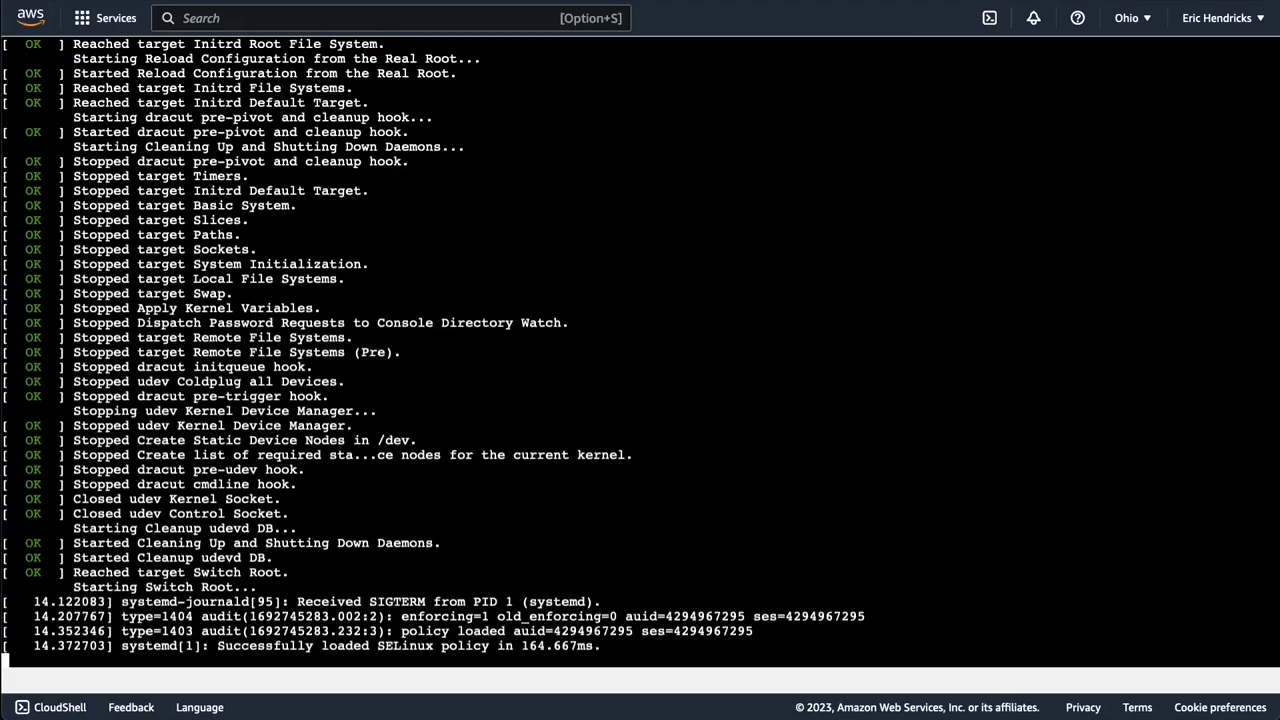 aws Services Search [Option+S] Ohio Eric Hendricks
[ OK ] Reached target Initrd Root File System.
Starting Reload Configuration from the Real Root...
[ OK ] Started Reload Configuration from the Real Root.
[ OK ] Reached target Initrd File Systems.
[ OK ] Reached target Initrd Default Target.
Starting dracut pre-pivot and cleanup hook...
[ OK ] Started dracut pre-pivot and cleanup hook.
Starting Cleaning Up and Shutting Down Daemons...
[ OK ] Stopped dracut pre-pivot and cleanup hook.
[ OK ] Stopped target Timers.
[ OK ] Stopped target Initrd Default Target.
[ OK ] Stopped target Basic System.
[ OK ] Stopped target Slices.
[ OK ] Stopped target Paths.
[ OK ] Stopped target Sockets.
[ OK ] Stopped target System Initialization.
[ OK ] Stopped target Local File Systems.
[ OK ] Stopped target Swap.
[ OK ] Stopped Apply Kernel Variables.
[ OK ] Stopped Dispatch Password Requests to Console Directory Watch.
[ OK ] Stopped target Remote File Systems.
[ OK ] Stopped target Remote File Systems (Pre).
[ OK ] Stopped dracut initqueue hook.
[ OK ] Stopped udev Coldplug all Devices.
[ OK ] Stopped dracut pre-trigger hook.
Stopping udev Kernel Device Manager...
[ OK ] Stopped udev Kernel Device Manager.
[ OK ] Stopped Create Static Device Nodes in /dev.
[ OK ] Stopped Create list of required sta...ce nodes for the current kernel.
[ OK ] Stopped dracut pre-udev hook.
[ OK ] Stopped dracut cmdline hook.
[ OK ] Closed udev Kernel Socket.
[ OK ] Closed udev Control Socket.
Starting Cleanup udevd DB...
[ OK ] Started Cleaning Up and Shutting Down Daemons.
[ OK ] Started Cleanup udevd DB.
[ OK ] Reached target Switch Root.
Starting Switch Root...
[ 14.122083] systemd-journald[95]: Received SIGTERM from PID 1 (systemd).
[ 14.207767] type=1404 audit(1692745283.002:2): enforcing=1 old_enforcing=0 auid=4294967295 ses=4294967295
[ 14.352346] type=1403 audit(1692745283.232:3): policy loaded auid=4294967295 ses=4294967295
[ 14.372703] systemd[1]: Successfully loaded SELinux policy in 164.667ms.
CloudShell Feedback Language © 2023, Amazon Web Services, Inc. or its affiliates. Privacy Terms Cookie preferences